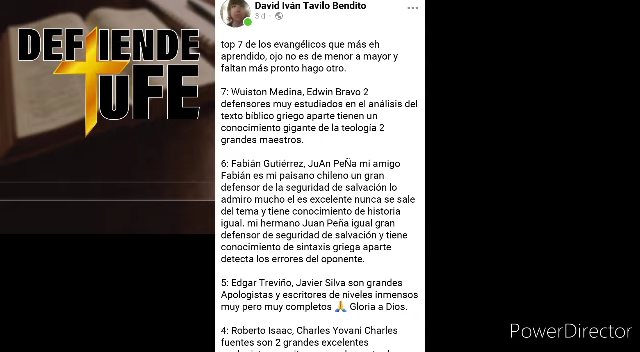 DEFIENDE
TU FE
David Iván Tavilo Bendito
3 d
top 7 de los evangélicos que más eh
aprendido, ojo no es de menor a mayor y
faltan más pronto hago otro.
7: Wuiston Medina, Edwin Bravo 2
defensores muy estudiados en el análisis del
texto bíblico griego aparte tienen un
conocimiento gigante de la teología 2
grandes maestros.
6: Fabián Gutiérrez, JuAn PeÑa mi amigo
Fabián es mi paisano chileno un gran
defensor de la seguridad de salvación lo
admiro mucho el es excelente nunca se sale
del tema y tiene conocimiento de historia
igual. mi hermano Juan Peña igual gran
defensor de seguridad de salvación y tiene
conocimiento de sintaxis griega aparte
detecta los errores del oponente.
5: Edgar Treviño, Javier Silva son grandes
Apologistas y escritores de niveles inmensos
muy pero muy completos 🙏 Gloria a Dios.
4: Roberto Isaac, Charles Yovani Charles
fuentes son 2 grandes excelentes
PowerDirector